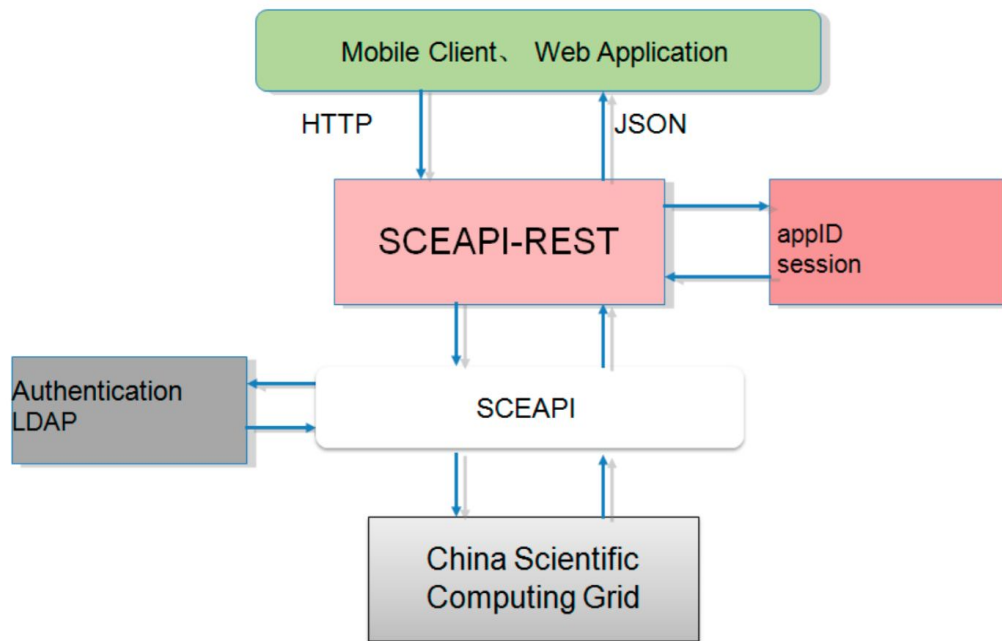 Mobile Client、 Web Application
HTTP
JSON
SCEAPI-REST
appID
session
Authentication
LDAP
SCEAPI
China Scientific
Computing Grid